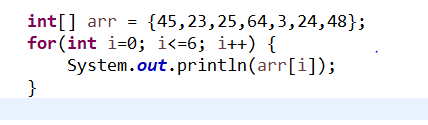 int[] arr = {45,23,25,64,3,24,48};
for(int i=0; i<=6; i++) {
System.out.println(arr[i]);
}